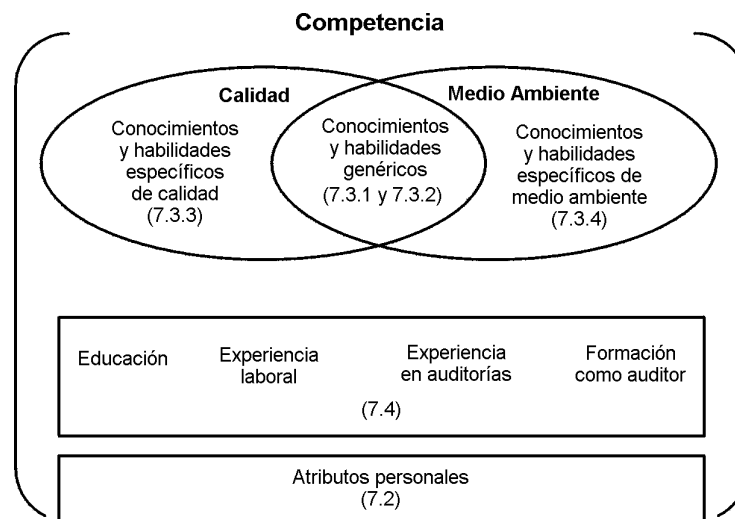 Competencia
Calidad
Medio Ambiente
Conocimientos
y habilidades
específicos
de calidad
(7.3.3)
Conocimientos
y habilidades
genéricos
(7.3.1 y 7.3.2)
Conocimientos
y habilidades
específicos de
medio ambiente
(7.3.4)
Educación
Experiencia
laboral
Experiencia
en auditorías
Formación
como auditor
(7.4)
Atributos personales
(7.2)